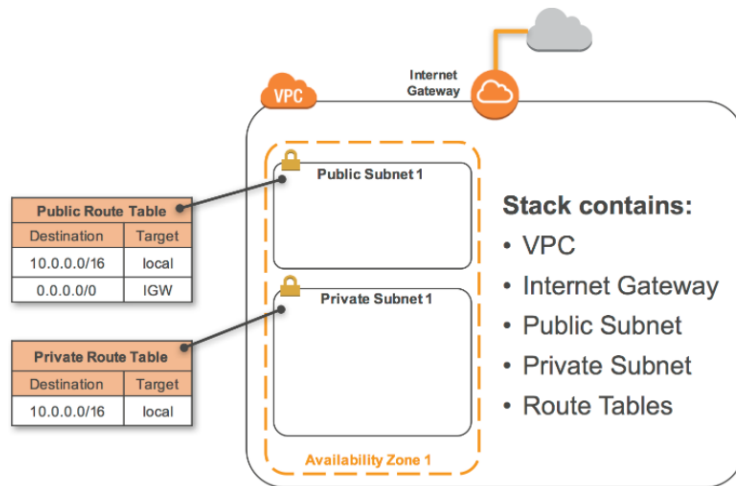 Internet
Gateway
VPC
Public Subnet 1
Public Route Table
Destination Target
10.0.0.0/16 local
0.0.0.0/0 IGW
Private Subnet 1
Private Route Table
Destination Target
10.0.0.0/16 local
Availability Zone 1
Stack contains:
• VPC
• Internet Gateway
• Public Subnet
• Private Subnet
• Route Tables